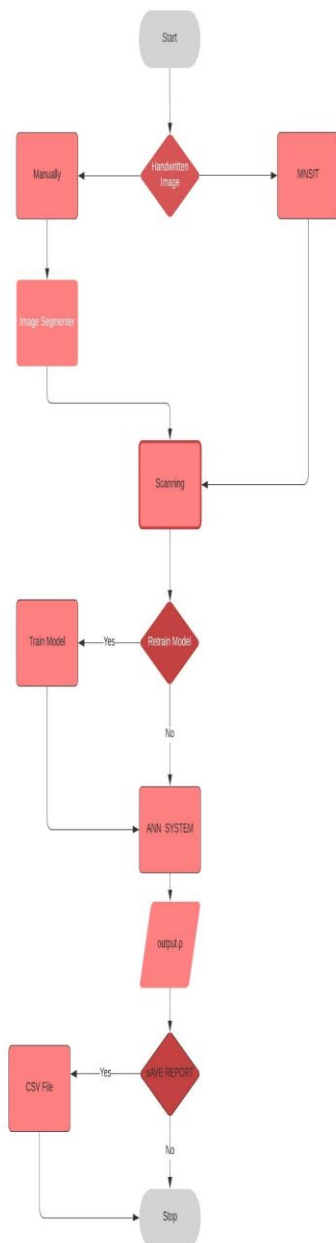 Start
Handwritten
Image
Manually
MNSIT
Image Segmenter
Scanning
Retrain Model
Yes
Train Model
No
ANN SYSTEM
output ρ
sAVE REPORT
Yes
CSV File
No
Stop